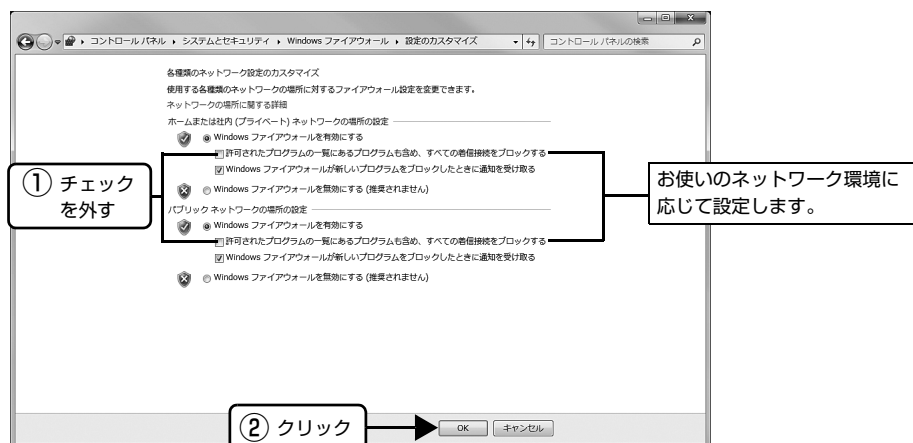 コントロール パネル ▸ システムとセキュリティ ▸ Windows ファイアウォール ▸ 設定のカスタマイズ
コントロール パネルの検索
各種類のネットワーク設定のカスタマイズ
使用する各種類のネットワークの場所に対するファイアウォール設定を変更できます。
ネットワークの場所に関する詳細
ホームまたは社内 (プライベート) ネットワークの場所の設定
Windows ファイアウォールを有効にする
許可されたプログラムの一覧にあるプログラムも含め、すべての着信接続をブロックする
Windows ファイアウォールが新しいプログラムをブロックしたときに通知を受け取る
Windows ファイアウォールを無効にする (推奨されません)
パブリック ネットワークの場所の設定
Windows ファイアウォールを有効にする
許可されたプログラムの一覧にあるプログラムも含め、すべての着信接続をブロックする
Windows ファイアウォールが新しいプログラムをブロックしたときに通知を受け取る
Windows ファイアウォールを無効にする (推奨されません)
① チェック
を外す
お使いのネットワーク環境に
応じて設定します。
② クリック
OK
キャンセル